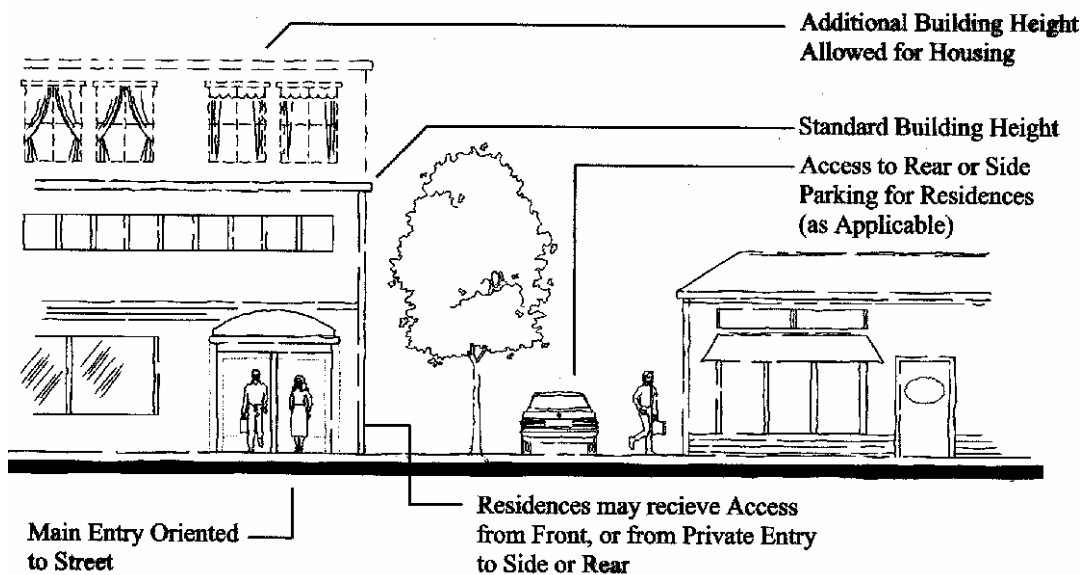 Additional Building Height
Allowed for Housing
Standard Building Height
Access to Rear or Side
Parking for Residences
(as Applicable)
Main Entry Oriented
to Street
Residences may recieve Access
from Front, or from Private Entry
to Side or Rear